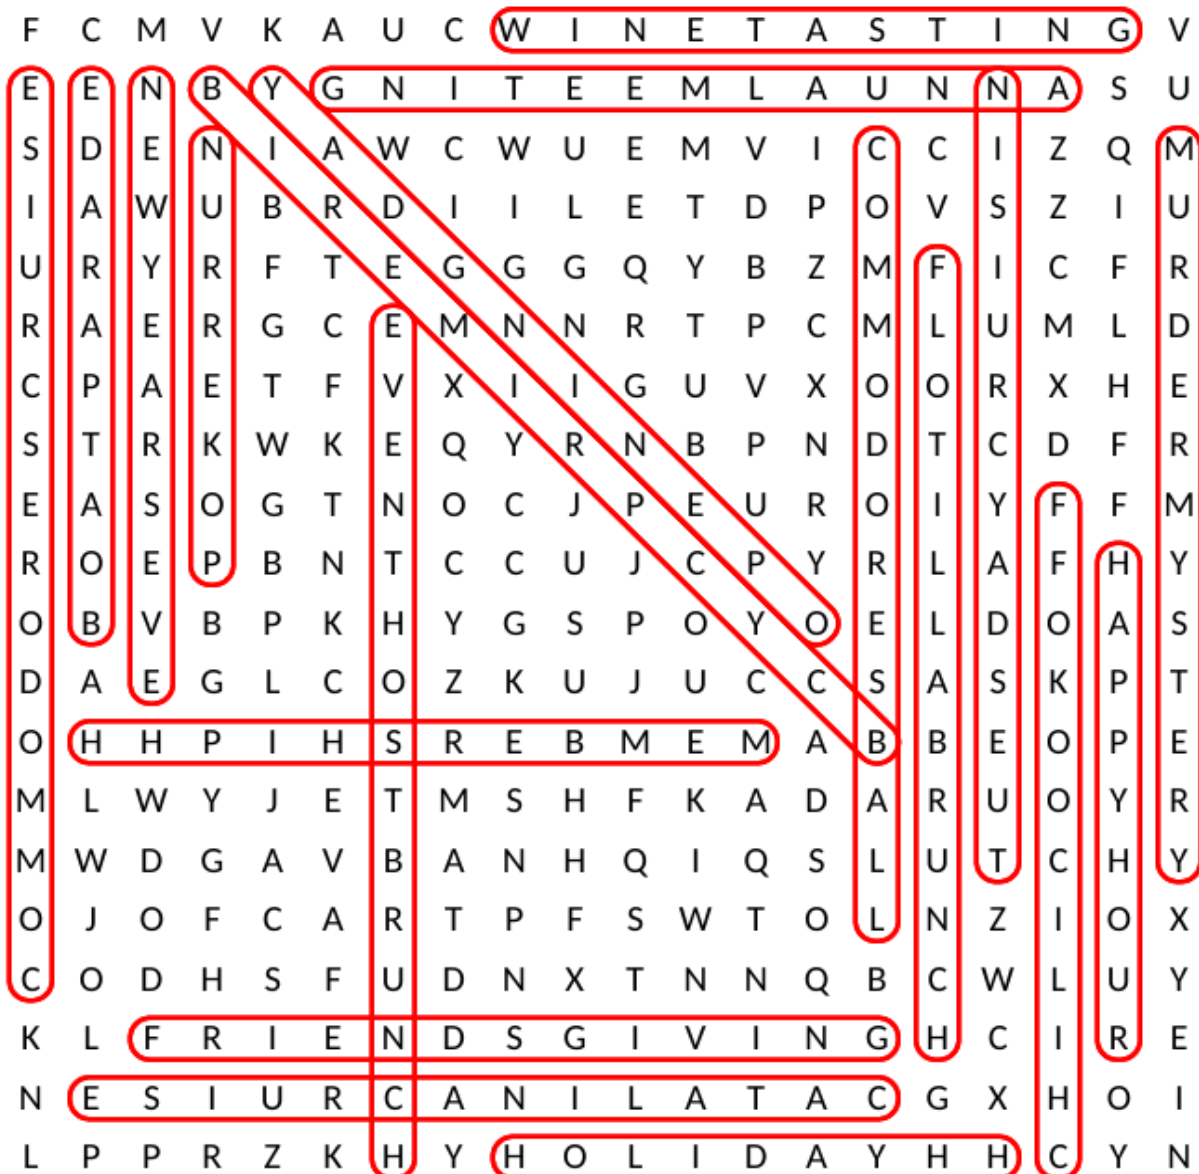 F C M V K A U C W I N E T A S T I N G V
E E N B Y G N I T E E M L A U N N A S U
S D E N I A W C W U E M V I C C I Z Q M
I A W U B R D I I L E T D P O V S Z I U
U R Y R F T E G G G Q Y B Z M F I C F R
R A E R G C E M N N R T P C M L U M L D
C P A E T F V X I I G U V X O O R X H E
S T R K W K E Q Y R N B P N D T C D F R
E A S O G T N O C J P E U R O I Y F F M
R O E P B N T C C U J C P Y R L A F H Y
O B V B P K H Y G S P O Y O E L D O A S
D A E G L C O Z K U J U C C S A S K P T
O H H P I H S R E B M E M A B B E O P E
M L W Y J E T M S H F K A D A R U O Y R
M W D G A V B A N H Q I Q S L U T C H Y
O J O F C A R T P F S W T O L N Z I O X
C O D H S F U D N X T N N Q B C W L U Y
K L F R I E N D S G I V I N G H C I R E
N E S I U R C A N I L A T A C G X H O I
L P P R Z K H Y H O L I D A Y H H C Y N